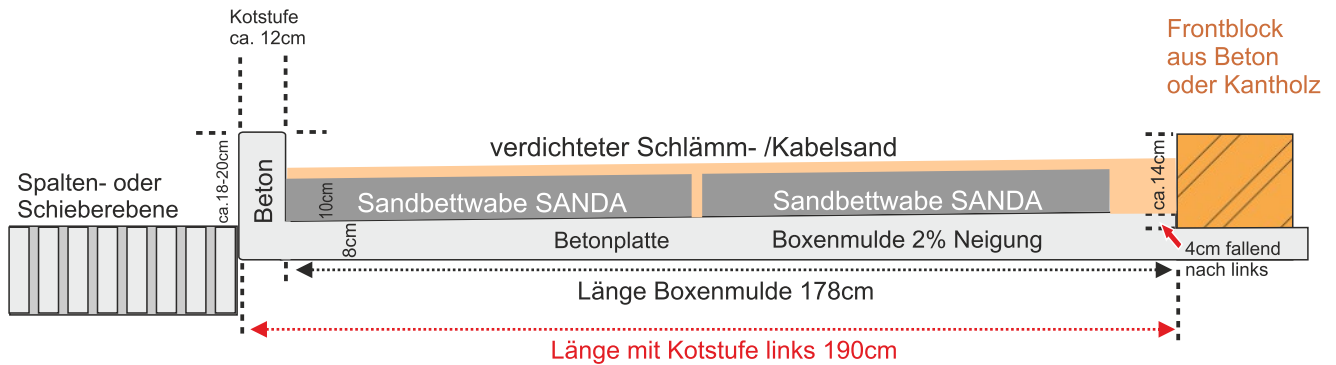 Kotstufe
ca. 12cm
Frontblock
aus Beton
oder Kantholz
verdichteter Schlämm- /Kabelsand
Spalten- oder
Schieberebene
ca.18-20cm
Beton
10cm
8cm
Sandbettwabe SANDA
Sandbettwabe SANDA
ca.14cm
Betonplatte
Boxenmulde 2% Neigung
4cm fallend
nach links
Länge Boxenmulde 178cm
Länge mit Kotstufe links 190cm